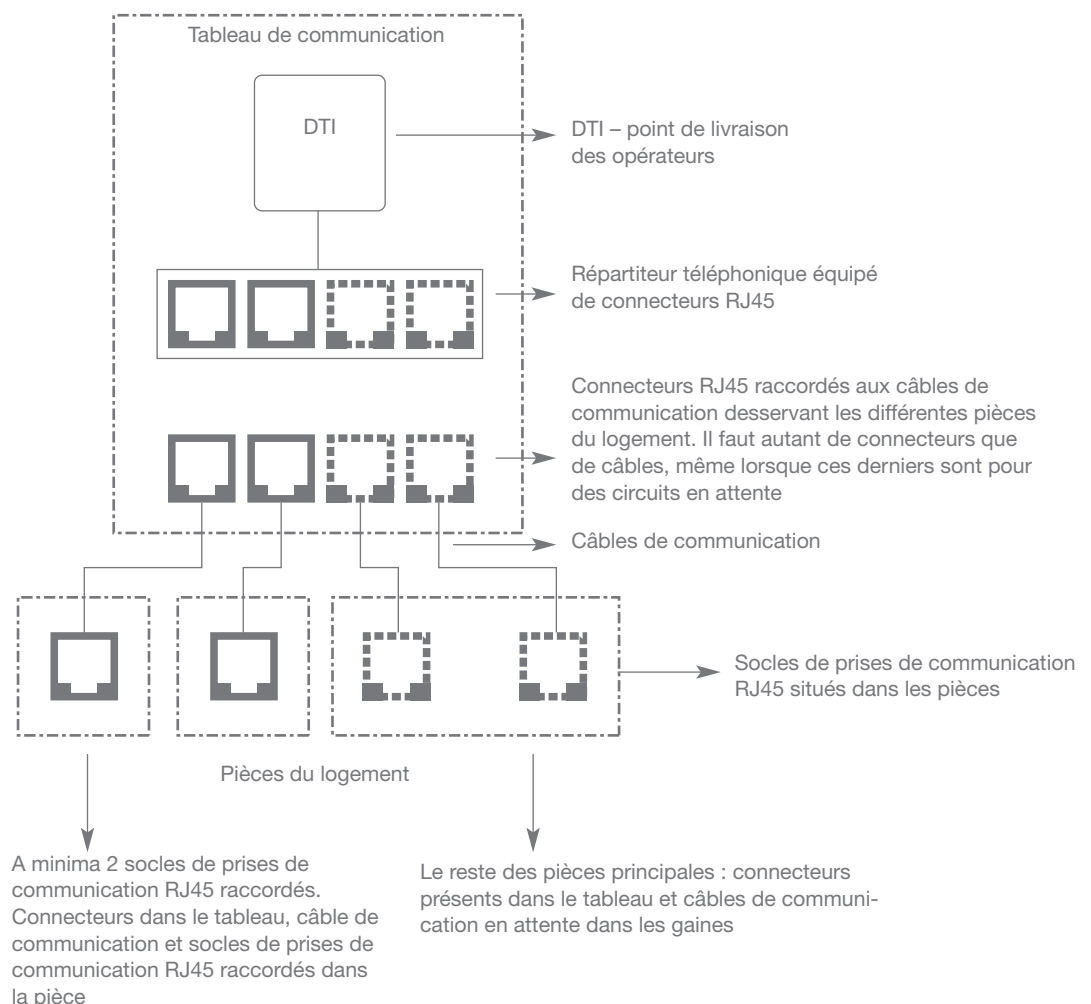 Tableau de communication
DTI
DTI – point de livraison
des opérateurs
Répartiteur téléphonique équipé
de connecteurs RJ45
Connecteurs RJ45 raccordés aux câbles de
communication desservant les différentes pièces
du logement. Il faut autant de connecteurs que
de câbles, même lorsque ces derniers sont pour
des circuits en attente
Câbles de communication
Socles de prises de communication
RJ45 situés dans les pièces
Pièces du logement
A minima 2 socles de prises de
communication RJ45 raccordés.
Connecteurs dans le tableau, câble de
communication et socles de prises de
communication RJ45 raccordés dans
la pièce
Le reste des pièces principales : connecteurs
présents dans le tableau et câbles de communi-
cation en attente dans les gaines